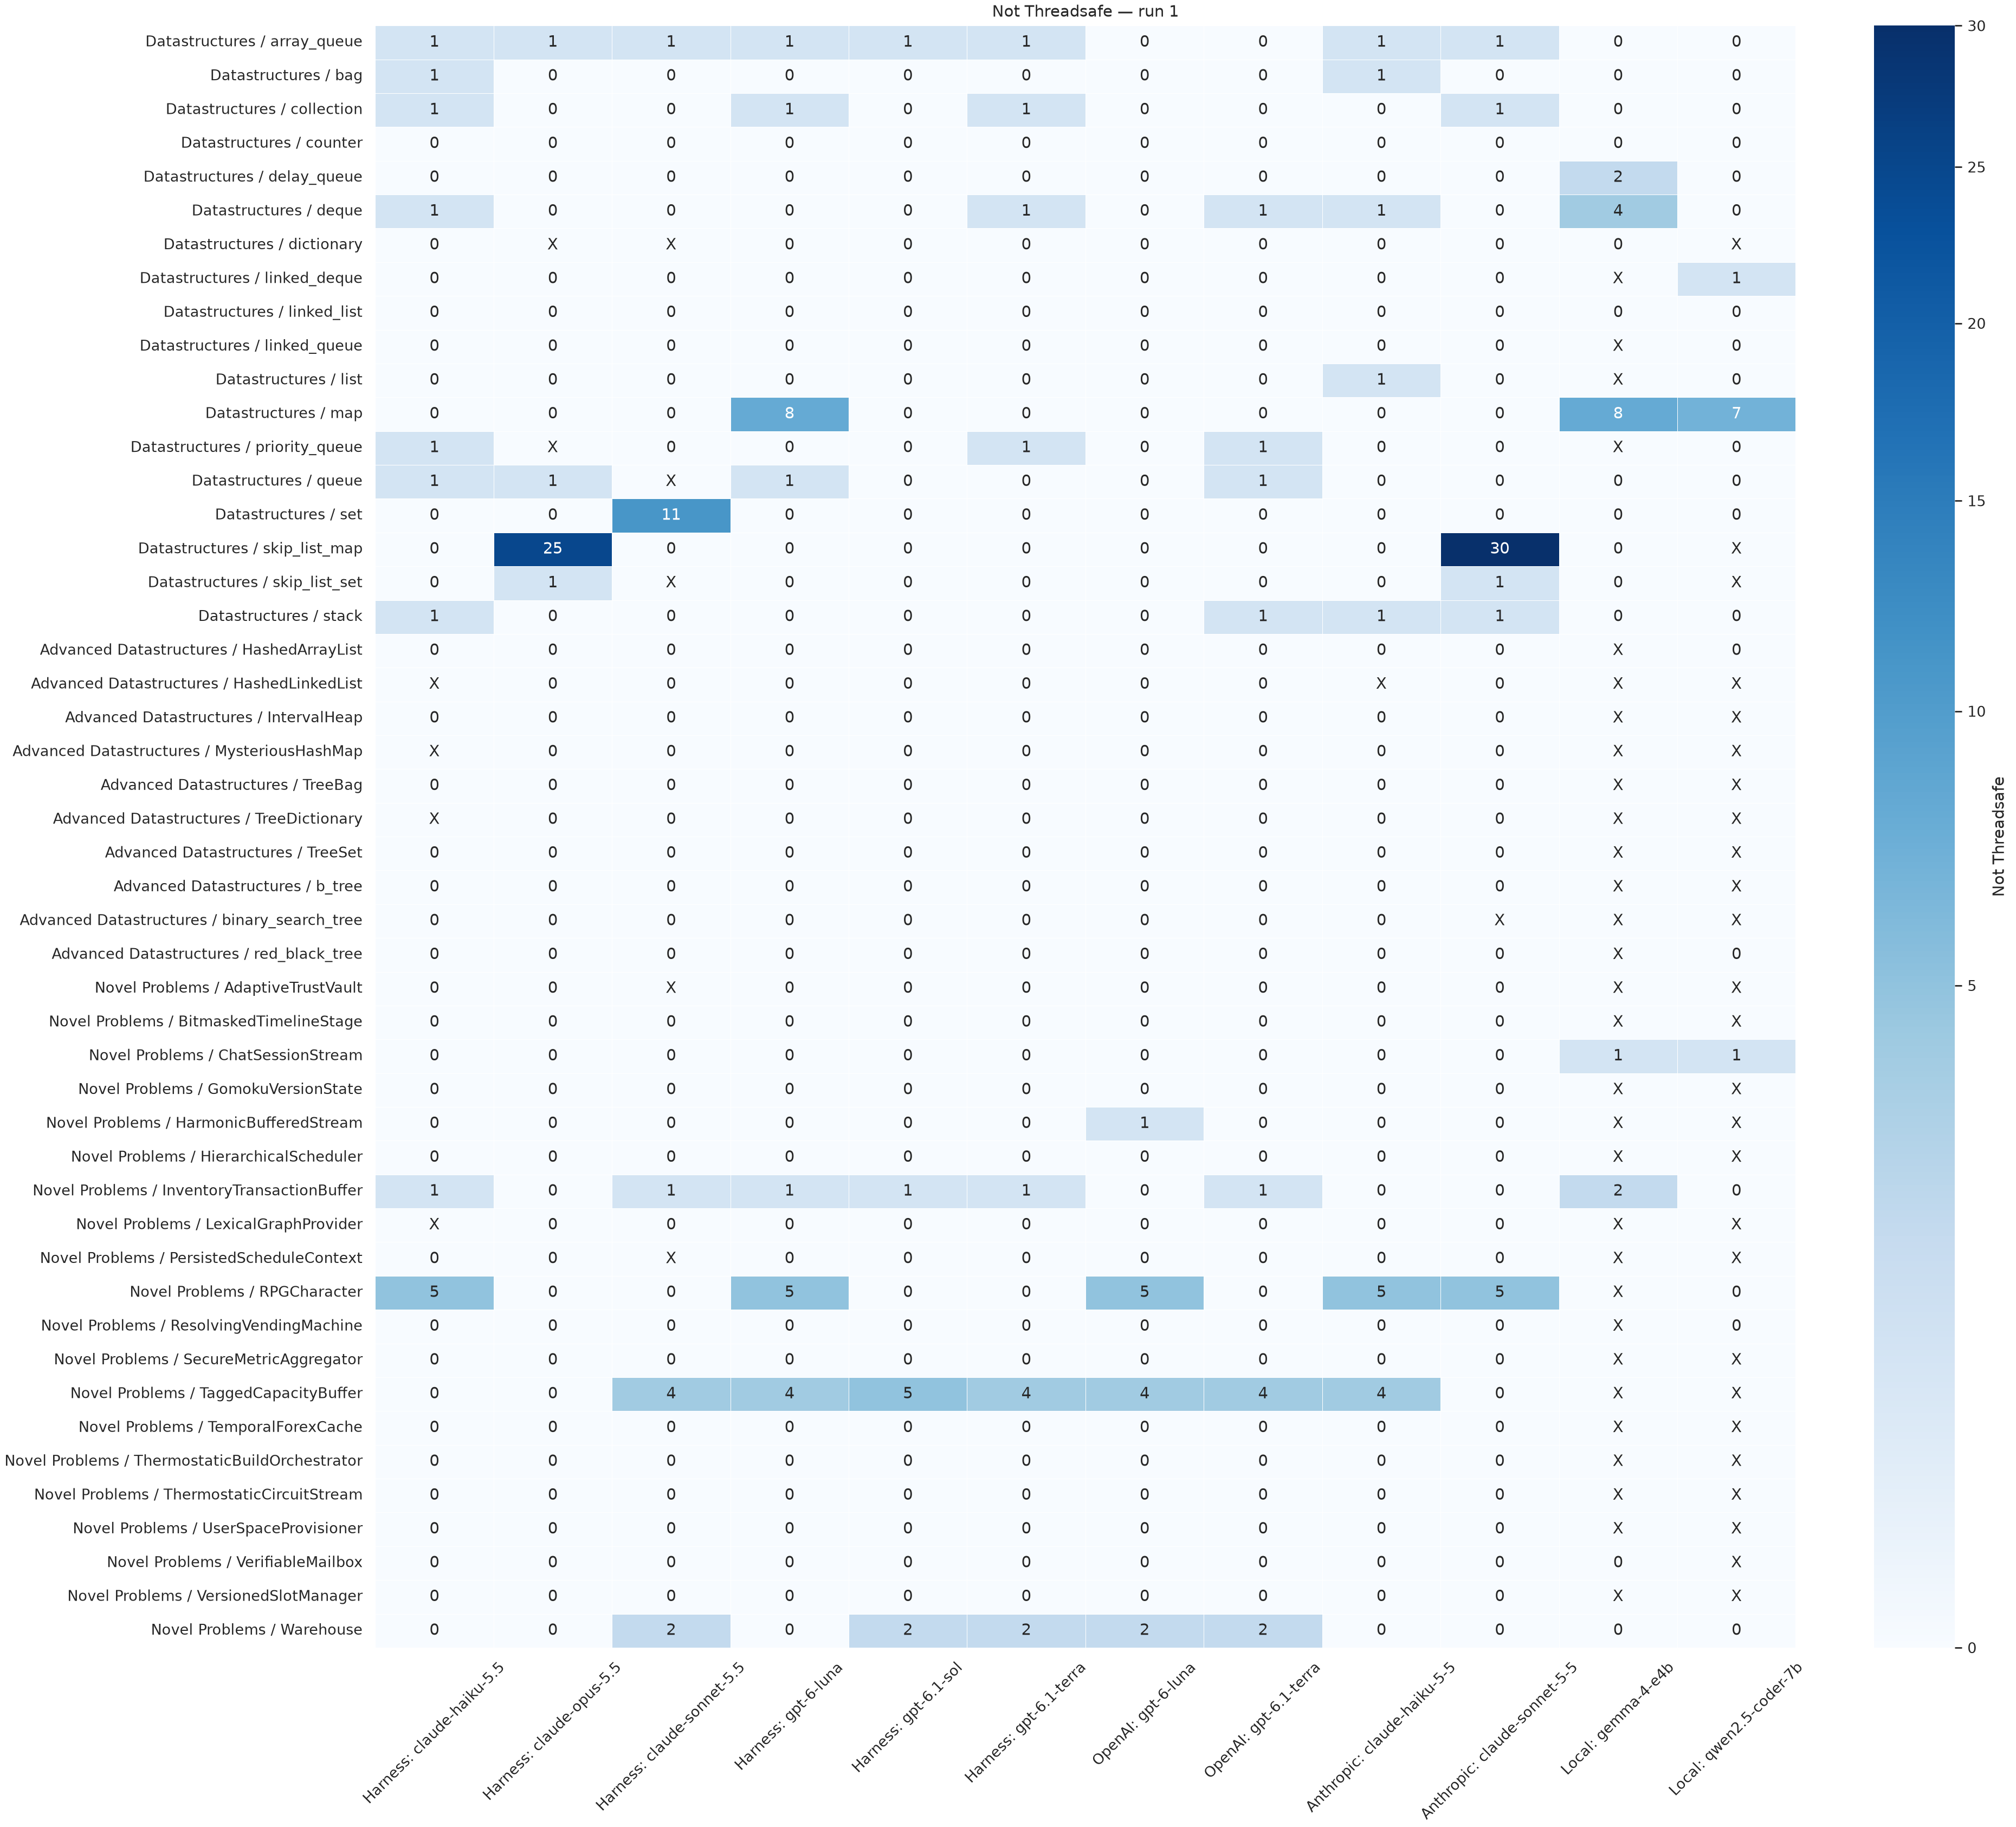 Not Threadsafe — run 1
Datastructures / array_queue 1 1 1 1 1 1 0 0 1 1 0 0
Datastructures / bag 1 0 0 0 0 0 0 0 1 0 0 0
Datastructures / collection 1 0 0 1 0 1 0 0 0 1 0 0
Datastructures / counter 0 0 0 0 0 0 0 0 0 0 0 0
Datastructures / delay_queue 0 0 0 0 0 0 0 0 0 0 2 0
Datastructures / deque 1 0 0 0 0 1 0 1 1 0 4 0
Datastructures / dictionary 0 X X 0 0 0 0 0 0 0 0 X
Datastructures / linked_deque 0 0 0 0 0 0 0 0 0 0 X 1
Datastructures / linked_list 0 0 0 0 0 0 0 0 0 0 0 0
Datastructures / linked_queue 0 0 0 0 0 0 0 0 0 0 X 0
Datastructures / list 0 0 0 0 0 0 0 0 1 0 X 0
Datastructures / map 0 0 0 8 0 0 0 0 0 0 8 7
Datastructures / priority_queue 1 X 0 0 0 1 0 1 0 0 X 0
Datastructures / queue 1 1 X 1 0 0 0 1 0 0 0 0
Datastructures / set 0 0 11 0 0 0 0 0 0 0 0 0
Datastructures / skip_list_map 0 25 0 0 0 0 0 0 0 30 0 X
Datastructures / skip_list_set 0 1 X 0 0 0 0 0 0 1 0 X
Datastructures / stack 1 0 0 0 0 0 0 1 1 1 0 0
Advanced Datastructures / HashedArrayList 0 0 0 0 0 0 0 0 0 0 X 0
Advanced Datastructures / HashedLinkedList X 0 0 0 0 0 0 0 X 0 X X
Advanced Datastructures / IntervalHeap 0 0 0 0 0 0 0 0 0 0 X X
Advanced Datastructures / MysteriousHashMap X 0 0 0 0 0 0 0 0 0 X X
Advanced Datastructures / TreeBag 0 0 0 0 0 0 0 0 0 0 X X
Advanced Datastructures / TreeDictionary X 0 0 0 0 0 0 0 0 0 X X
Advanced Datastructures / TreeSet 0 0 0 0 0 0 0 0 0 0 X X
Advanced Datastructures / b_tree 0 0 0 0 0 0 0 0 0 0 X X
Advanced Datastructures / binary_search_tree 0 0 0 0 0 0 0 0 0 X X X
Advanced Datastructures / red_black_tree 0 0 0 0 0 0 0 0 0 0 X 0
Novel Problems / AdaptiveTrustVault 0 0 X 0 0 0 0 0 0 0 X X
Novel Problems / BitmaskedTimelineStage 0 0 0 0 0 0 0 0 0 0 X X
Novel Problems / ChatSessionStream 0 0 0 0 0 0 0 0 0 0 1 1
Novel Problems / GomokuVersionState 0 0 0 0 0 0 0 0 0 0 X X
Novel Problems / HarmonicBufferedStream 0 0 0 0 0 0 1 0 0 0 X X
Novel Problems / HierarchicalScheduler 0 0 0 0 0 0 0 0 0 0 X X
Novel Problems / InventoryTransactionBuffer 1 0 1 1 1 1 0 1 0 0 2 0
Novel Problems / LexicalGraphProvider X 0 0 0 0 0 0 0 0 0 X X
Novel Problems / PersistedScheduleContext 0 0 X 0 0 0 0 0 0 0 X X
Novel Problems / RPGCharacter 5 0 0 5 0 0 5 0 5 5 X 0
Novel Problems / ResolvingVendingMachine 0 0 0 0 0 0 0 0 0 0 X 0
Novel Problems / SecureMetricAggregator 0 0 0 0 0 0 0 0 0 0 X X
Novel Problems / TaggedCapacityBuffer 0 0 4 4 5 4 4 4 4 0 X X
Novel Problems / TemporalForexCache 0 0 0 0 0 0 0 0 0 0 X X
Novel Problems / ThermostaticBuildOrchestrator 0 0 0 0 0 0 0 0 0 0 X X
Novel Problems / ThermostaticCircuitStream 0 0 0 0 0 0 0 0 0 0 X X
Novel Problems / UserSpaceProvisioner 0 0 0 0 0 0 0 0 0 0 X X
Novel Problems / VerifiableMailbox 0 0 0 0 0 0 0 0 0 0 0 X
Novel Problems / VersionedSlotManager 0 0 0 0 0 0 0 0 0 0 X X
Novel Problems / Warehouse 0 0 2 0 2 2 2 2 0 0 0 0
Harness: claude-haiku-5.5
Harness: claude-opus-5.5
Harness: claude-sonnet-5.5
Harness: gpt-6-luna
Harness: gpt-6.1-sol
Harness: gpt-6.1-terra
OpenAI: gpt-6-luna
OpenAI: gpt-6.1-terra
Anthropic: claude-haiku-5-5
Anthropic: claude-sonnet-5-5
Local: gemma-4-e4b
Local: qwen2.5-coder-7b
30
25
20
15
10
5
0
Not Threadsafe